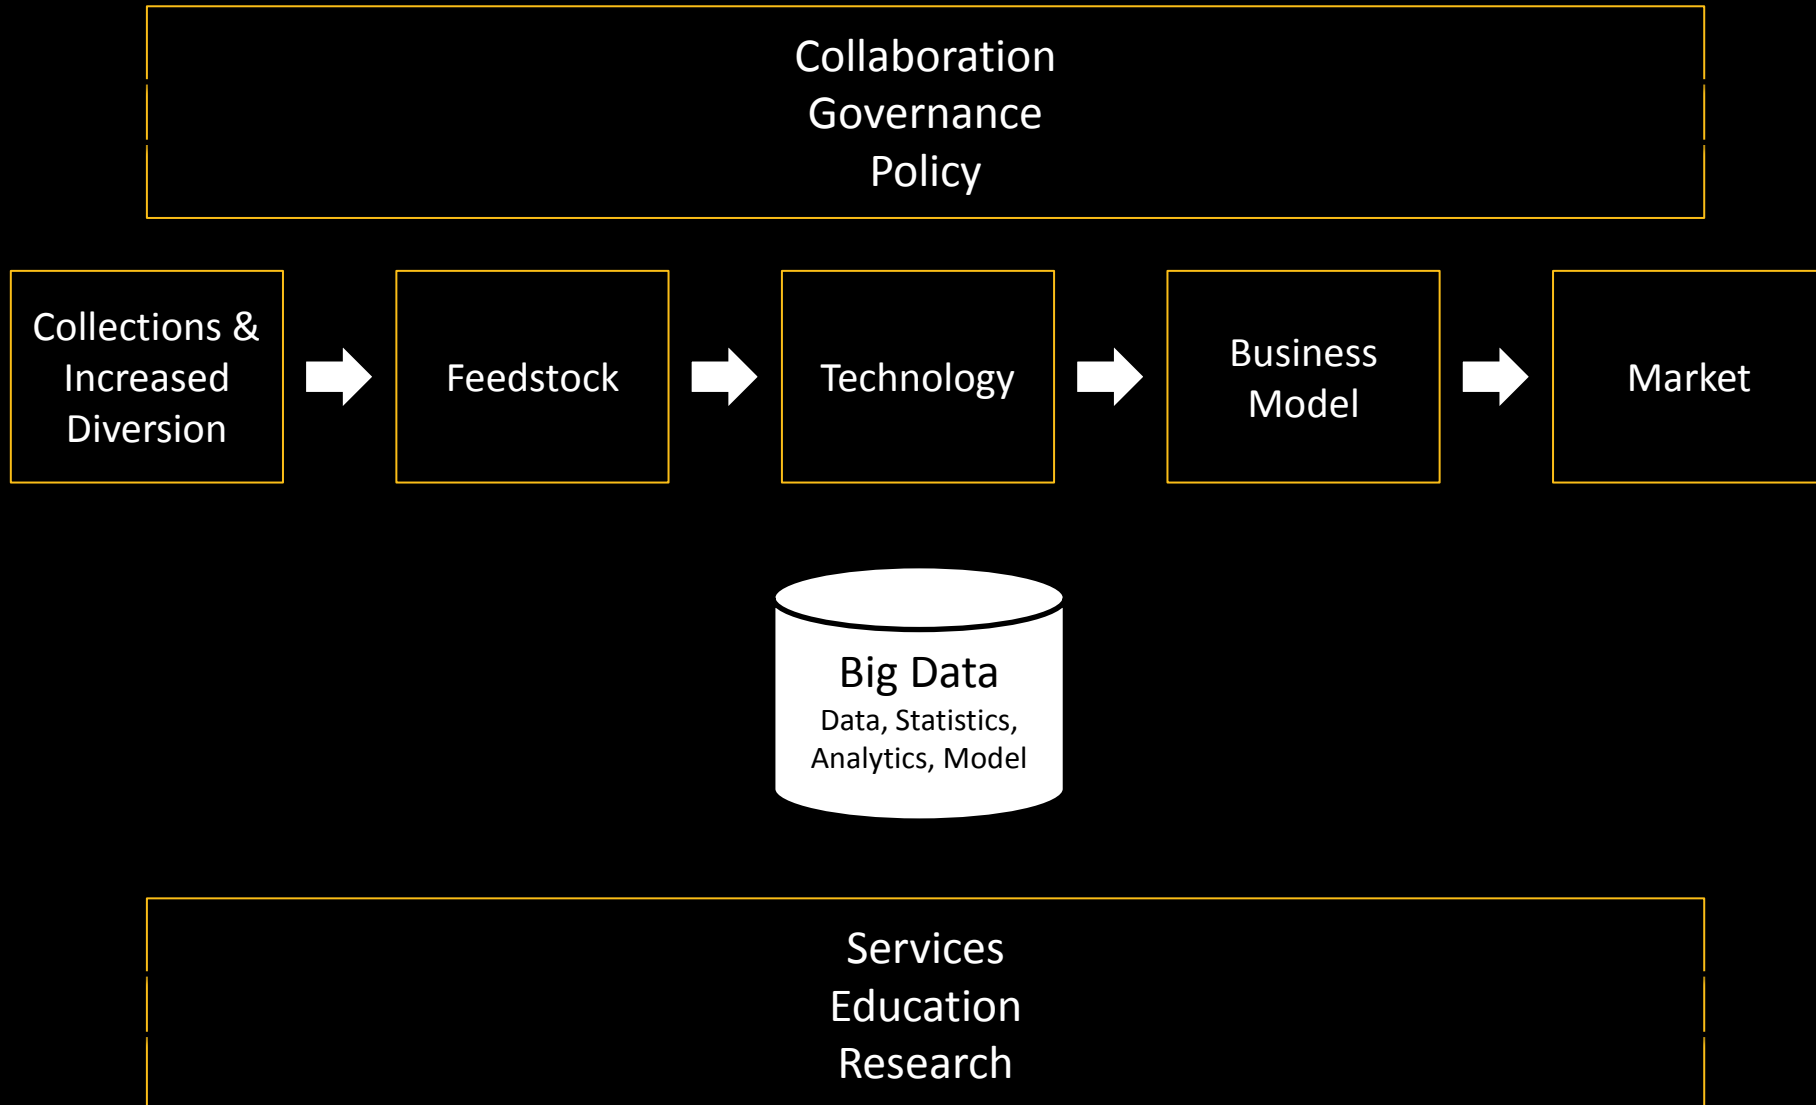 Collaboration
Governance
Policy
Collections &
Increased
Diversion
Feedstock
Technology
Business
Model
Market
Big Data
Data, Statistics,
Analytics, Model
Services
Education
Research